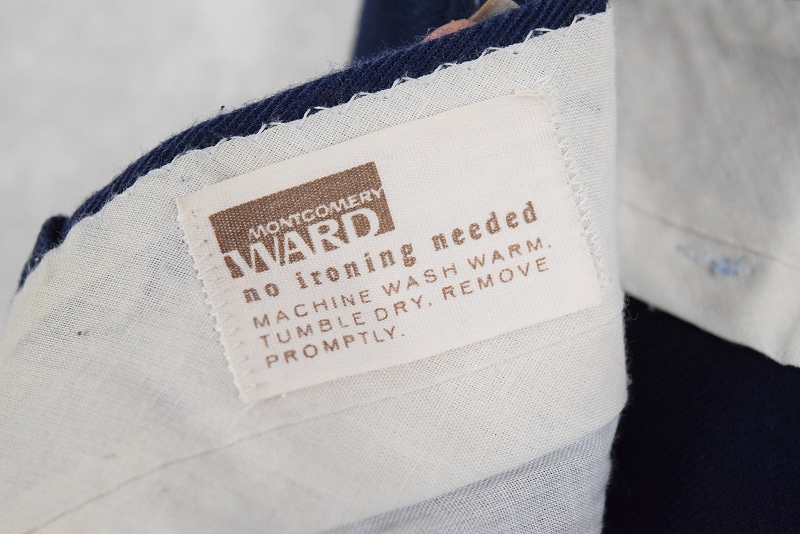 MONTGOMERY
WARD
no ironing needed
MACHINE WASH WARM.
TUMBLE DRY. REMOVE
PROMPTLY.